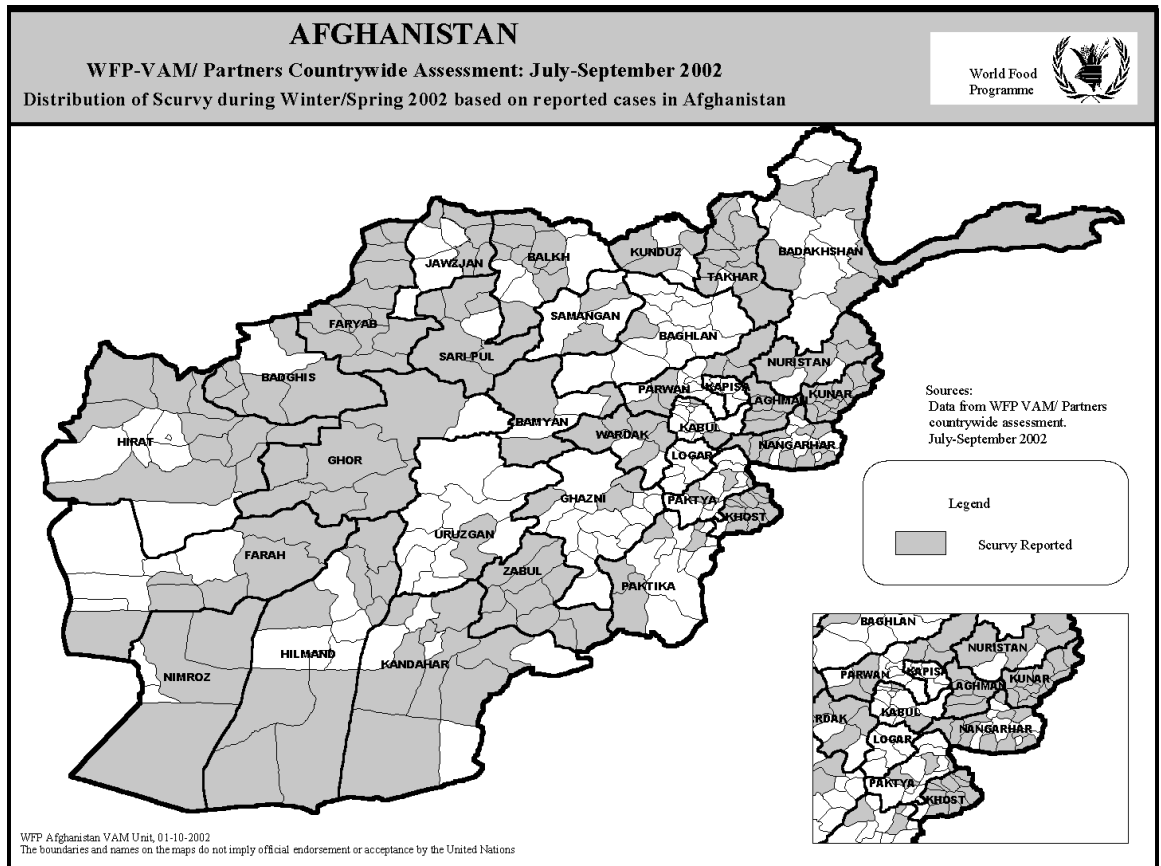 AFGHANISTAN
WFP-VAM/ Partners Countrywide Assessment: July-September 2002
Distribution of Scurvy during Winter/Spring 2002 based on reported cases in Afghanistan
World Food
Programme
BADAKHSHAN
KUNDUZ
TAKHAR
BALKH
JAWZJAN
SAMANGAN
FARYAB
BAGHLAN
SARI-PUL
NURISTAN
BADGHIS
PARWAN
KAPISA
LAGHMAN
KUNAR
BAMYAN
KABUL
WARDAK
HIRAT
NANGARHAR
LOGAR
GHOR
GHAZNI
PAKTYA
KHOST
URUZGAN
FARAH
ZABUL
PAKTIKA
HILMAND
KANDAHAR
NIMROZ
Sources:
Data from WFP VAM/ Partners
countrywide assessment.
July-September 2002
Legend
Scurvy Reported
BAGHLAN
NURISTAN
PARWAN
KAPISA
LAGHMAN
KUNAR
KABUL
RDAK
NANGARHAR
LOGAR
PAKTYA
KHOST
WFP Afghanistan VAM Unit, 01-10-2002
The boundaries and names on the maps do not imply official endorsement or acceptance by the United Nations